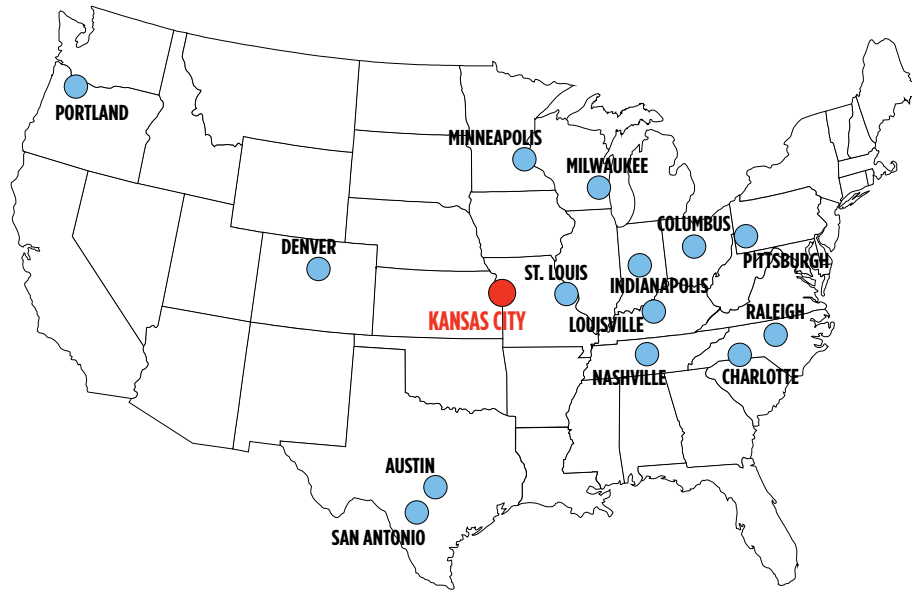 PORTLAND
MINNEAPOLIS
MILWAUKEE
COLUMBUS
DENVER
PITTSBURGH
ST. LOUIS
INDIANAPOLIS
RALEIGH
KANSAS CITY
LOUISVILLE
NASHVILLE
CHARLOTTE
AUSTIN
SAN ANTONIO